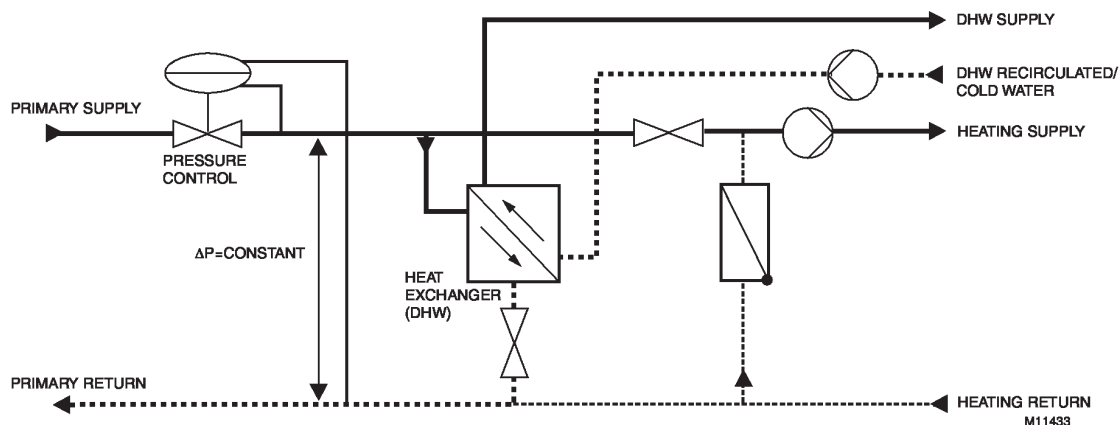 DHW SUPPLY
DHW RECIRCULATED/
COLD WATER
PRIMARY SUPPLY
HEATING SUPPLY
PRESSURE
CONTROL
ΔP=CONSTANT
HEAT
EXCHANGER
(DHW)
PRIMARY RETURN
HEATING RETURN
M11433